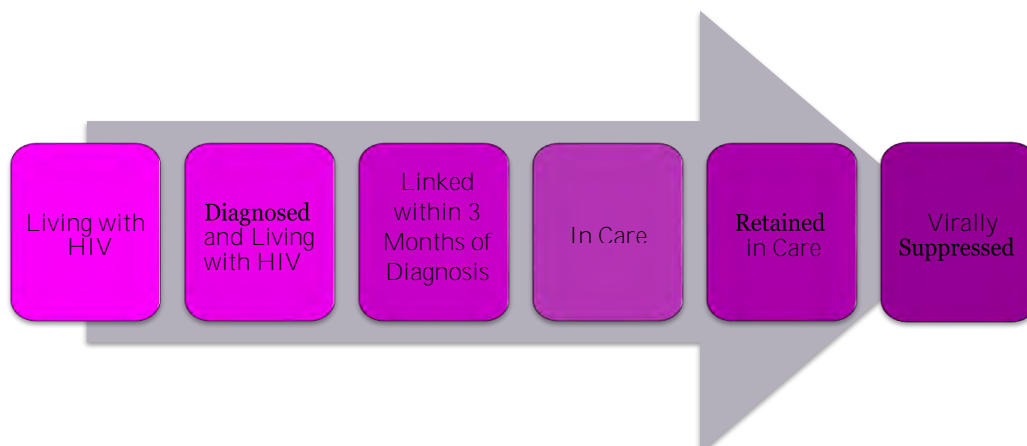 Living with
HIV
Diagnosed
and Living
with HIV
Linked
within 3
Months of
Diagnosis
In Care
Retained
in Care
Virally
Suppressed